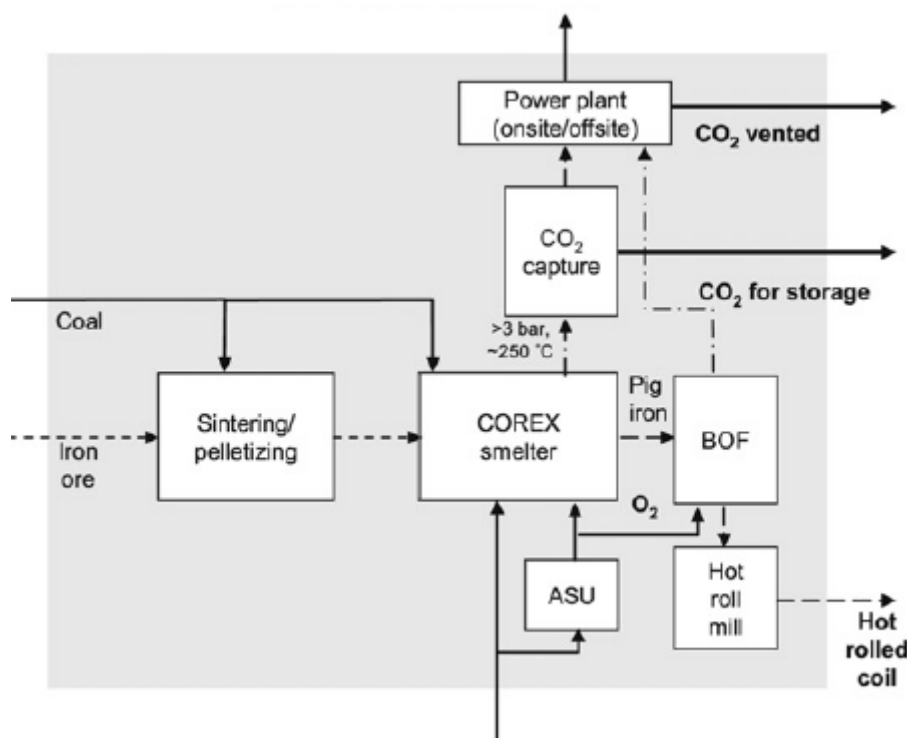 Power plant
(onsite/offsite)
CO₂ vented
CO₂
capture
CO₂ for storage
Coal
>3 bar,
~250 °C
Sintering/
pelletizing
COREX
smelter
Pig
iron
BOF
Iron
ore
O₂
ASU
Hot
roll
mill
Hot
rolled
coil